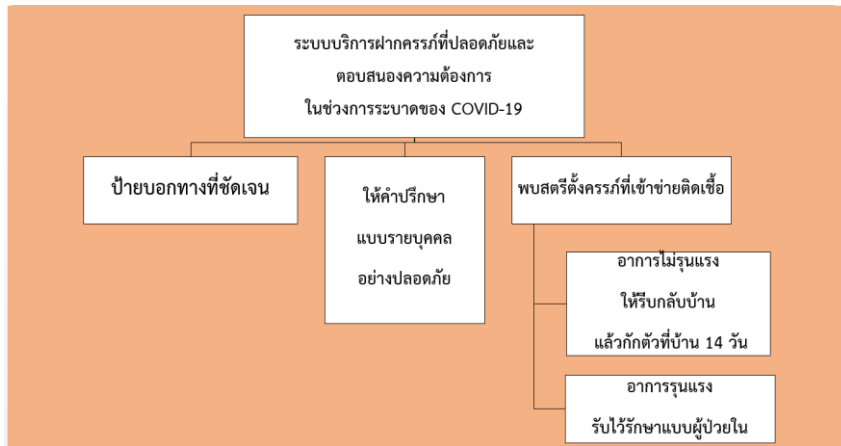 ระบบบริการฝากครรภ์ที่ปลอดภัยและ
ตอบสนองความต้องการ
ในช่วงการระบาดของ COVID-19
ป้ายบอกทางที่ชัดเจน
ให้คำปรึกษา
แบบรายบุคคล
อย่างปลอดภัย
พบสตรีตั้งครรภ์ที่เข้าข่ายติดเชื้อ
อาการไม่รุนแรง
ให้รีบกลับบ้าน
แล้วกักตัวที่บ้าน 14 วัน
อาการรุนแรง
รับไว้รักษาแบบผู้ป่วยใน